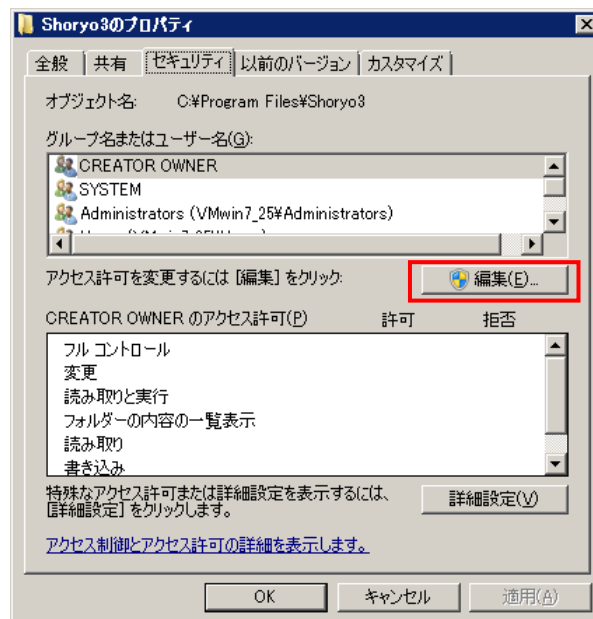 Shoryo3のプロパティ
全般 共有 セキュリティ 以前のバージョン カスタマイズ
オブジェクト名: C:¥Program Files¥Shoryo3
グループ名またはユーザー名(G):
CREATOR OWNER
SYSTEM
Administrators (VMwin7_25¥Administrators)
アクセス許可を変更するには [編集] をクリック: 編集(E)...
CREATOR OWNER のアクセス許可(P) 許可 拒否
フル コントロール
変更
読み取りと実行
フォルダーの内容の一覧表示
読み取り
書き込み
特殊なアクセス許可または詳細設定を表示するには、
[詳細設定] をクリックします。 詳細設定(V)
アクセス制御とアクセス許可の詳細を表示します。
OK キャンセル 適用(A)